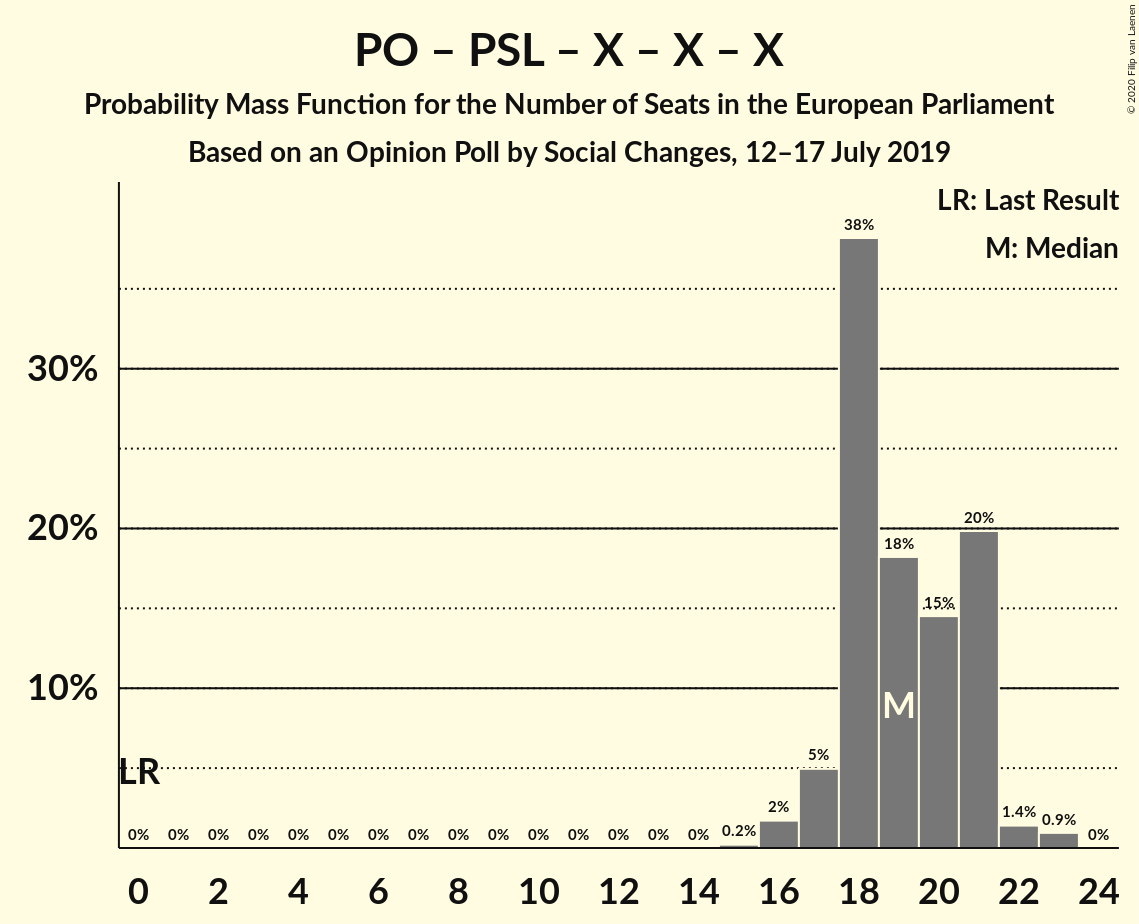 PO – PSL – X – X – X
Probability Mass Function for the Number of Seats in the European Parliament
Based on an Opinion Poll by Social Changes, 12–17 July 2019
© 2020 Filip van Laenen
LR: Last Result
M: Median
38%
30%
20%
20%
18%
15%
10%
M
5%
LR
2%
1.4%
0.9%
0% 0% 0% 0% 0% 0% 0% 0% 0% 0% 0% 0% 0% 0% 0% 0.2% 0%
0 2 4 6 8 10 12 14 16 18 20 22 24